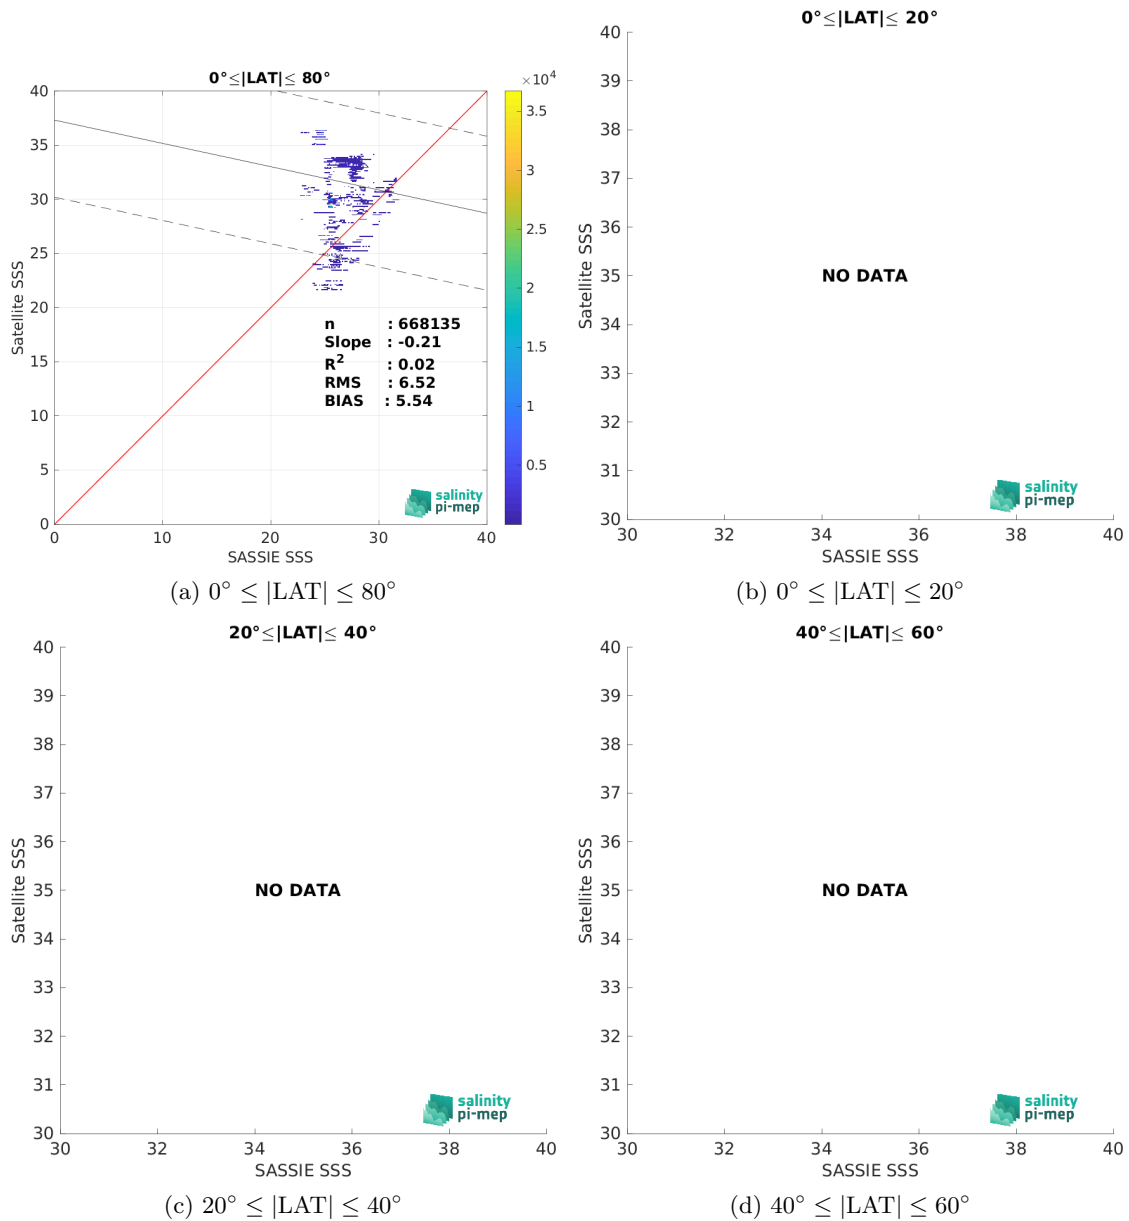 0°≤|LAT|≤ 80°
×10⁴
40
35
30
25
20
15
10
5
0
0
10
20
30
40
3.5
3
2.5
2
1.5
1
0.5
Satellite SSS
SASSIE SSS
n : 668135
Slope : -0.21
R² : 0.02
RMS : 6.52
BIAS : 5.54
salinity
pi-mep
(a) 0° ≤ |LAT| ≤ 80°
0°≤|LAT|≤ 20°
40
39
38
37
36
35
34
33
32
31
30
30
32
34
36
38
40
Satellite SSS
SASSIE SSS
NO DATA
salinity
pi-mep
(b) 0° ≤ |LAT| ≤ 20°
20°≤|LAT|≤ 40°
40
39
38
37
36
35
34
33
32
31
30
30
32
34
36
38
40
Satellite SSS
SASSIE SSS
NO DATA
salinity
pi-mep
(c) 20° ≤ |LAT| ≤ 40°
40°≤|LAT|≤ 60°
40
39
38
37
36
35
34
33
32
31
30
30
32
34
36
38
40
Satellite SSS
SASSIE SSS
NO DATA
salinity
pi-mep
(d) 40° ≤ |LAT| ≤ 60°